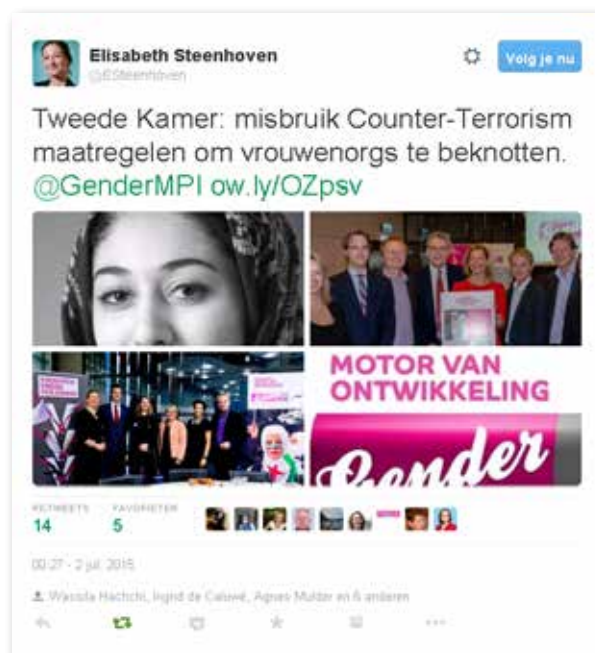 Elisabeth Steenhoven
@ESteenhoven
Volg je nu
Tweede Kamer: misbruik Counter-Terrorism
maatregelen om vrouwenorgs te beknotten.
@GenderMPI ow.ly/OZpsv
MOTOR VAN
ONTWIKKELING
Gender
RETWEETS
FAVORIETEN
14
5
00:27 - 2 jul. 2015
Wassila Hachchi, Ingrid de Caluwé, Agnes Mulder en 6 anderen